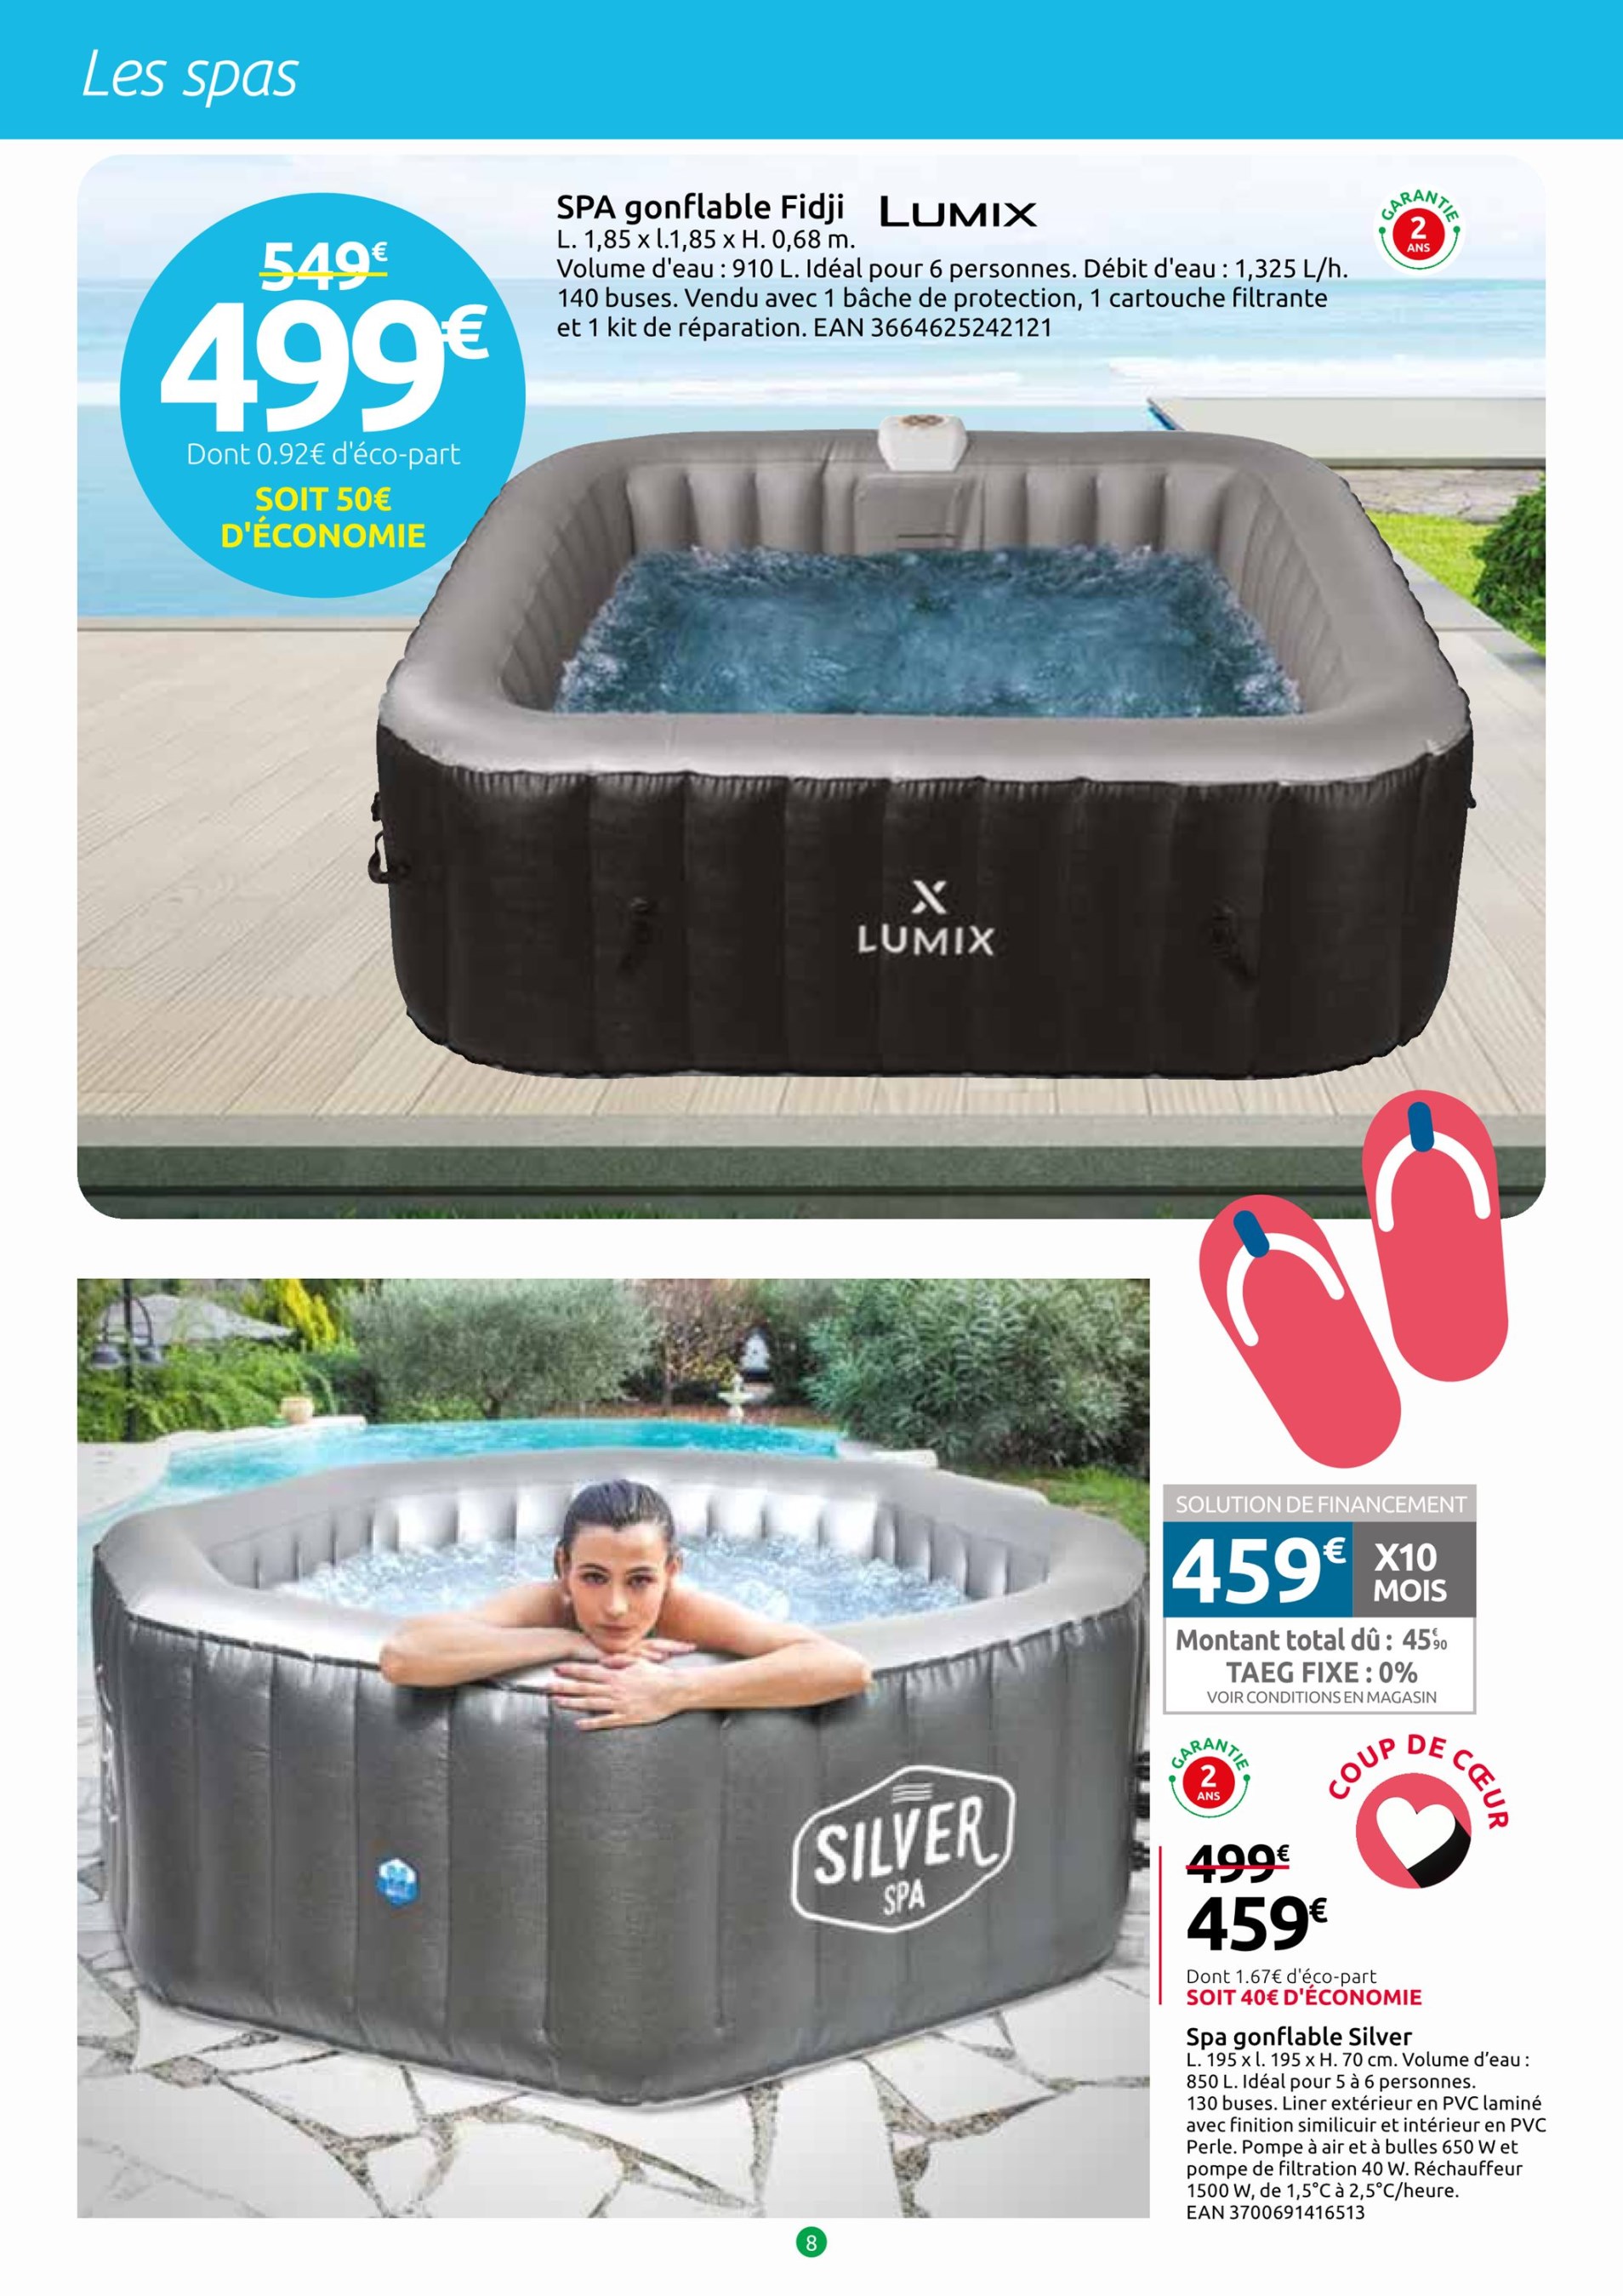 Les spas
549€
499€
Dont 0.92€ d'éco-part
SOIT 50€
D'ÉCONOMIE
SPA gonflable Fidji LUMIX
L. 1,85 x l.1,85 x H. 0,68 m.
Volume d'eau : 910 L. Idéal pour 6 personnes. Débit d'eau : 1,325 L/h.
140 buses. Vendu avec 1 bâche de protection, 1 cartouche filtrante
et 1 kit de réparation. EAN 3664625242121
GARANTIE
2
ANS
X
LUMIX
SILVER
SPA
SOLUTION DE FINANCEMENT
459€ X10
MOIS
Montant total dû : 45€90
TAEG FIXE : 0%
VOIR CONDITIONS EN MAGASIN
GARANTIE
2
ANS
COUP DE CŒUR
499€
459€
Dont 1.67€ d'éco-part
SOIT 40€ D'ÉCONOMIE
Spa gonflable Silver
L. 195 x l. 195 x H. 70 cm. Volume d'eau :
850 L. Idéal pour 5 à 6 personnes.
130 buses. Liner extérieur en PVC laminé
avec finition similicuir et intérieur en PVC
Perle. Pompe à air et à bulles 650 W et
pompe de filtration 40 W. Réchauffeur
1500 W, de 1,5°C à 2,5°C/heure.
EAN 3700691416513
8